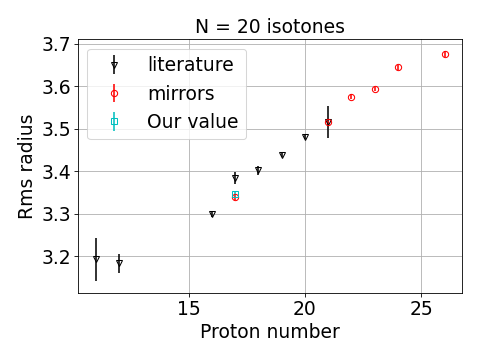 N = 20 isotones
literature
mirrors
Our value
Rms radius
3.7
3.6
3.5
3.4
3.3
3.2
15
20
25
Proton number